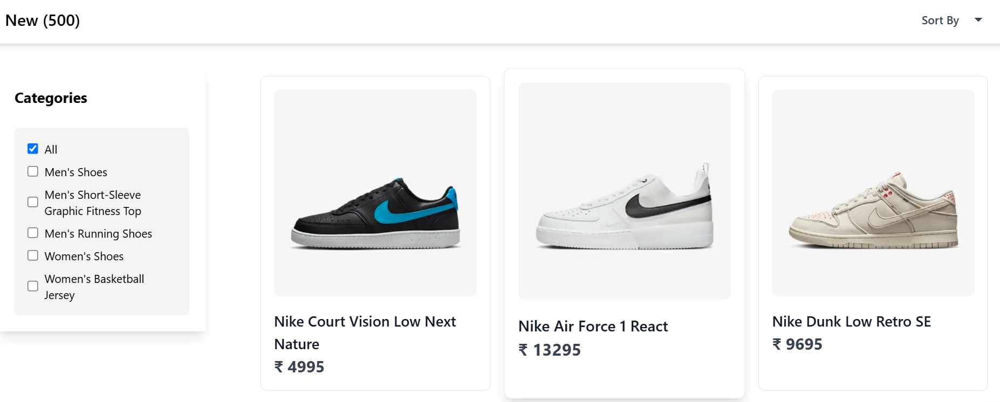 New (500)
Sort By
Categories
All
Men's Shoes
Men's Short-Sleeve
Graphic Fitness Top
Men's Running Shoes
Women's Shoes
Women's Basketball
Jersey
Nike Court Vision Low Next
Nature
₹ 4995
Nike Air Force 1 React
₹ 13295
Nike Dunk Low Retro SE
₹ 9695